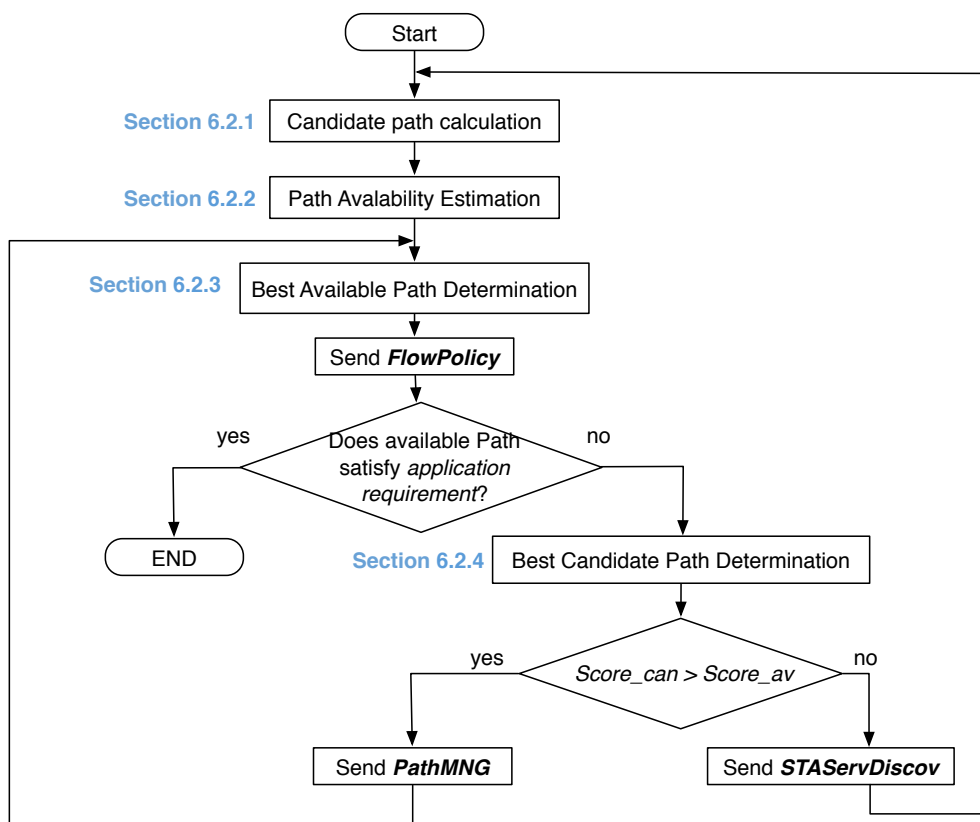 Start
Section 6.2.1
Candidate path calculation
Section 6.2.2
Path Avalability Estimation
Section 6.2.3
Best Available Path Determination
Send FlowPolicy
yes
no
Does available Path
satisfy application
requirement?
END
Section 6.2.4
Best Candidate Path Determination
yes
no
Score_can > Score_av
Send PathMNG
Send STAServDiscov